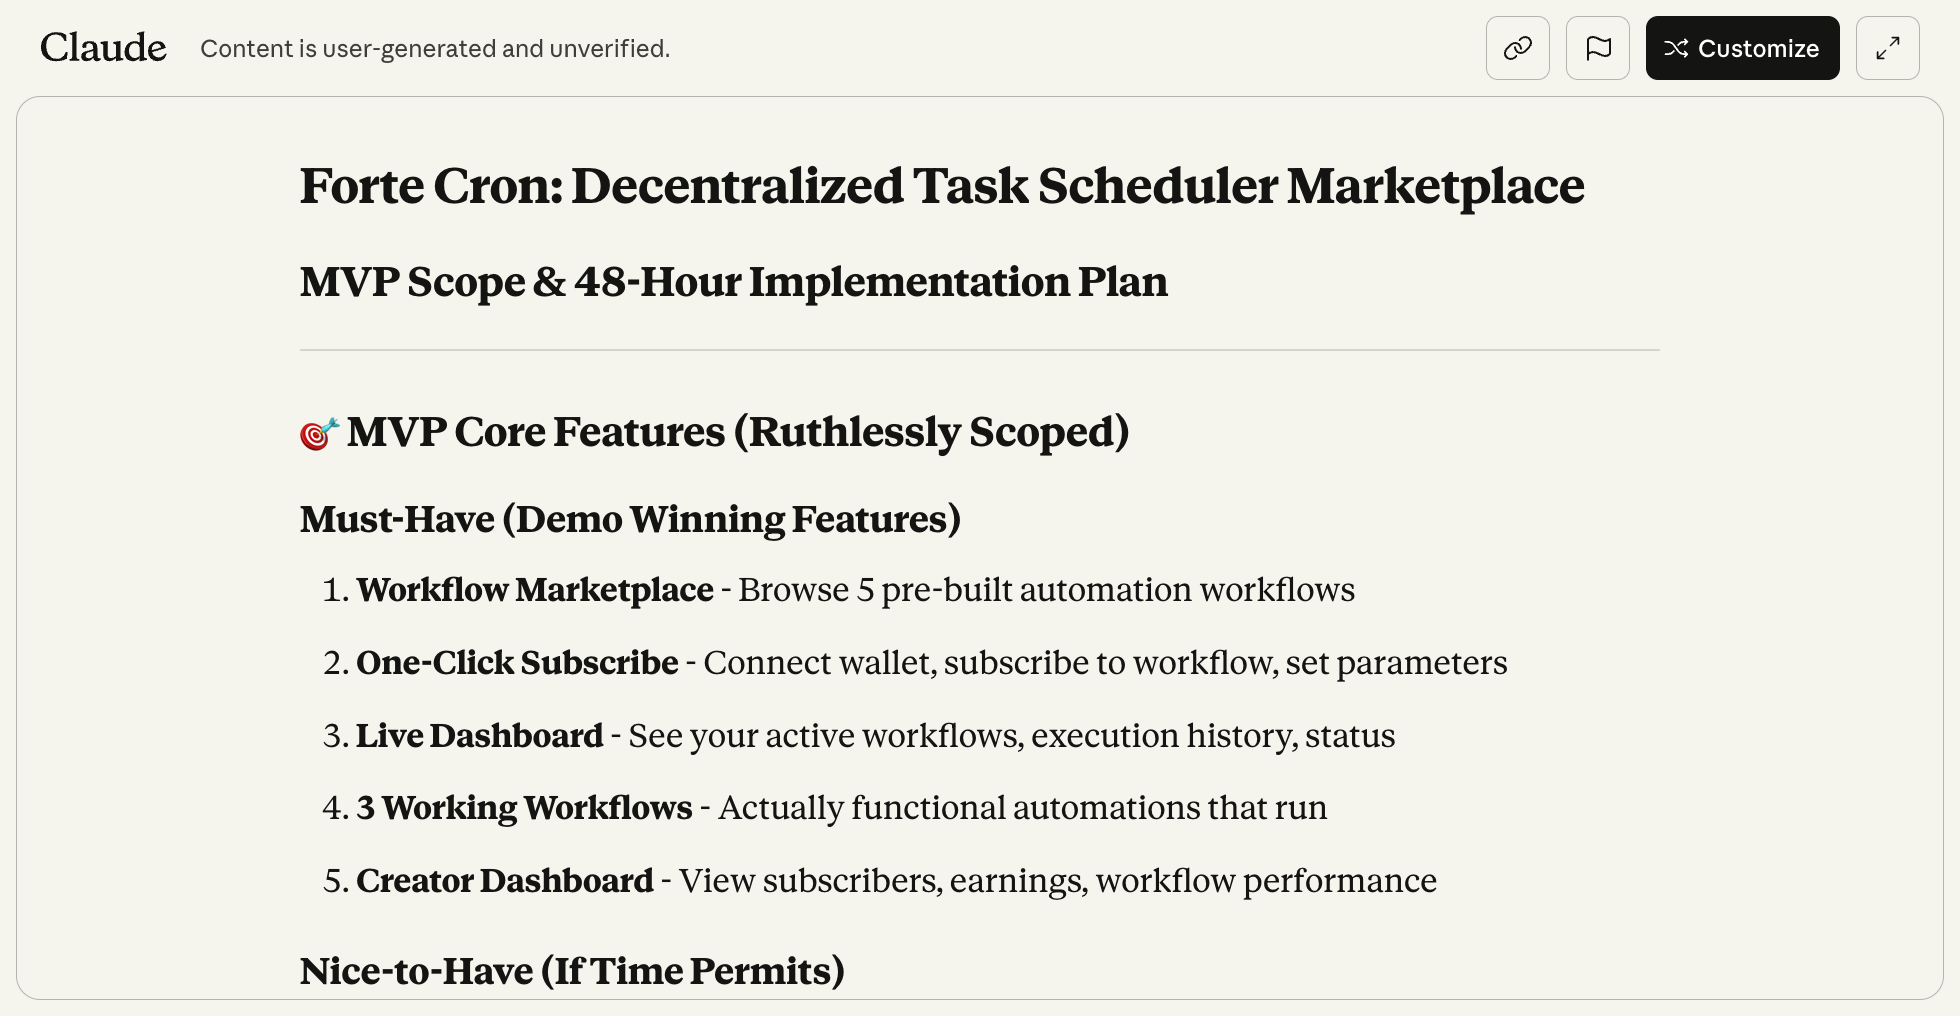 Claude
Content is user-generated and unverified.
Customize
Forte Cron: Decentralized Task Scheduler Marketplace
MVP Scope & 48-Hour Implementation Plan
🎯 MVP Core Features (Ruthlessly Scoped)
Must-Have (Demo Winning Features)
1. Workflow Marketplace - Browse 5 pre-built automation workflows
2. One-Click Subscribe - Connect wallet, subscribe to workflow, set parameters
3. Live Dashboard - See your active workflows, execution history, status
4. 3 Working Workflows - Actually functional automations that run
5. Creator Dashboard - View subscribers, earnings, workflow performance
Nice-to-Have (If Time Permits)